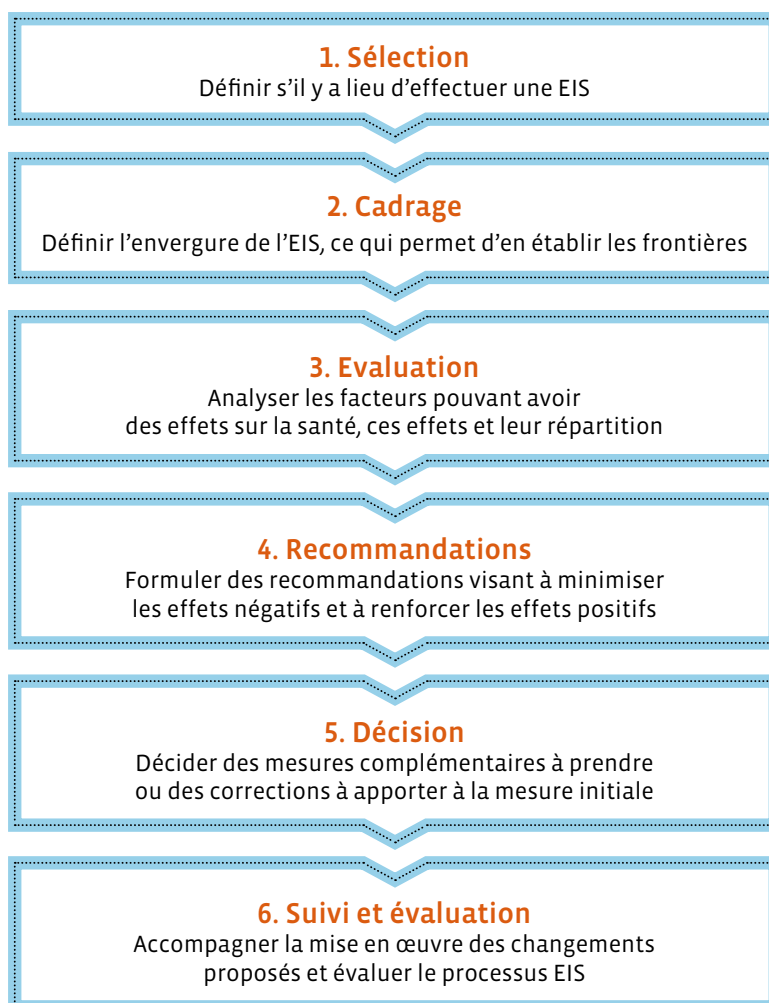 1. Sélection
Définir s’il y a lieu d’effectuer une EIS
2. Cadrage
Définir l’envergure de l’EIS, ce qui permet d’en établir les frontières
3. Evaluation
Analyser les facteurs pouvant avoir
des effets sur la santé, ces effets et leur répartition
4. Recommandations
Formuler des recommandations visant à minimiser
les effets négatifs et à renforcer les effets positifs
5. Décision
Décider des mesures complémentaires à prendre
ou des corrections à apporter à la mesure initiale
6. Suivi et évaluation
Accompagner la mise en œuvre des changements
proposés et évaluer le processus EIS